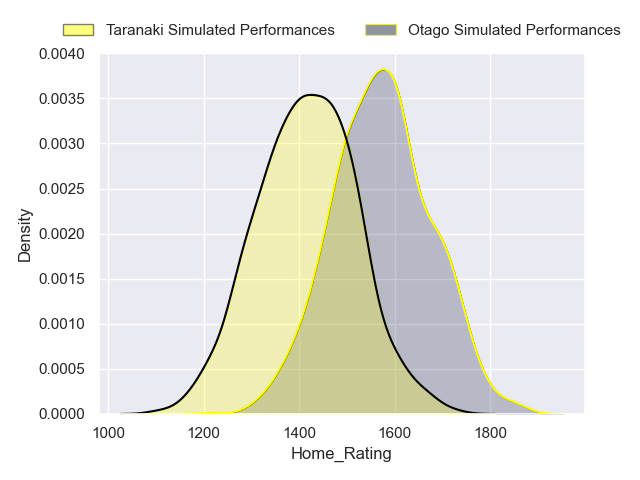 Taranaki Simulated Performances
Otago Simulated Performances
0.0040
0.0035
0.0030
0.0025
0.0020
0.0015
0.0010
0.0005
0.0000
Density
1000 1200 1400 1600 1800
Home_Rating